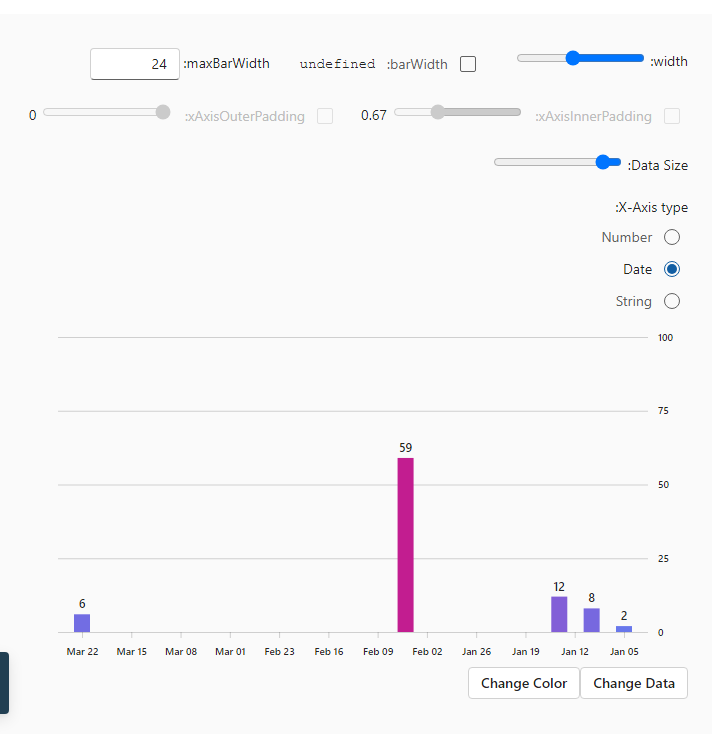 width:
barWidth: undefined
maxBarWidth: 24
xAxisInnerPadding: 0.67
xAxisOuterPadding: 0
Data Size:
X-Axis type:
Number
Date
String
100
75
50
25
0
6
59
12
8
2
Mar 22 Mar 15 Mar 08 Mar 01 Feb 23 Feb 16 Feb 09 Feb 02 Jan 26 Jan 19 Jan 12 Jan 05
Change Color Change Data